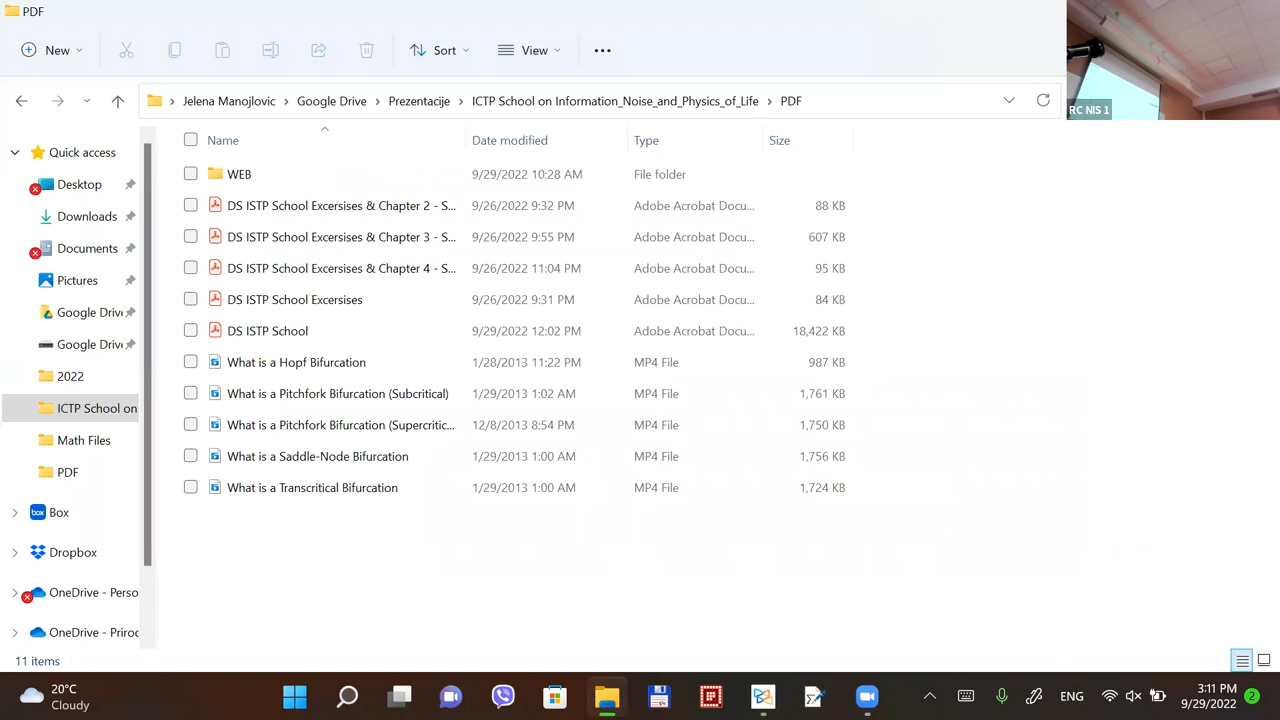 PDF
New
Sort
View
Jelena Manojlovic > Google Drive > Prezentacije > ICTP School on Information_Noise_and_Physics_of_Life > PDF
RC NIS 1
Name Date modified Type Size
Quick access
Desktop
Downloads
Documents
Pictures
Google Drive
Google Drive
2022
ICTP School on
Math Files
PDF
Box
Dropbox
OneDrive - Perso
OneDrive - Priroc
WEB 9/29/2022 10:28 AM File folder
DS ISTP School Excersises & Chapter 2 - S... 9/26/2022 9:32 PM Adobe Acrobat Docu... 88 KB
DS ISTP School Excersises & Chapter 3 - S... 9/26/2022 9:55 PM Adobe Acrobat Docu... 607 KB
DS ISTP School Excersises & Chapter 4 - S... 9/26/2022 11:04 PM Adobe Acrobat Docu... 95 KB
DS ISTP School Excersises 9/26/2022 9:31 PM Adobe Acrobat Docu... 84 KB
DS ISTP School 9/29/2022 12:02 PM Adobe Acrobat Docu... 18,422 KB
What is a Hopf Bifurcation 1/28/2013 11:22 PM MP4 File 987 KB
What is a Pitchfork Bifurcation (Subcritical) 1/29/2013 1:02 AM MP4 File 1,761 KB
What is a Pitchfork Bifurcation (Supercritic... 12/8/2013 8:54 PM MP4 File 1,750 KB
What is a Saddle-Node Bifurcation 1/29/2013 1:00 AM MP4 File 1,756 KB
What is a Transcritical Bifurcation 1/29/2013 1:00 AM MP4 File 1,724 KB
11 items
20°C
Cloudy
ENG
3:11 PM
9/29/2022
2